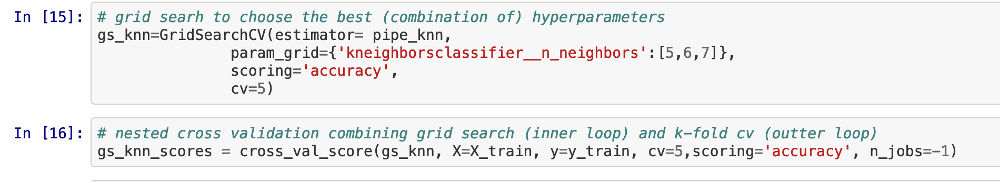 In [15]: # grid searh to choose the best (combination of) hyperparameters
gs_knn=GridSearchCV(estimator= pipe_knn,
param_grid={'kneighborsclassifier__n_neighbors':[5,6,7]},
scoring='accuracy',
cv=5)
In [16]: # nested cross validation combining grid search (inner loop) and k-fold cv (outter loop)
gs_knn_scores = cross_val_score(gs_knn, X=X_train, y=y_train, cv=5,scoring='accuracy', n_jobs=-1)